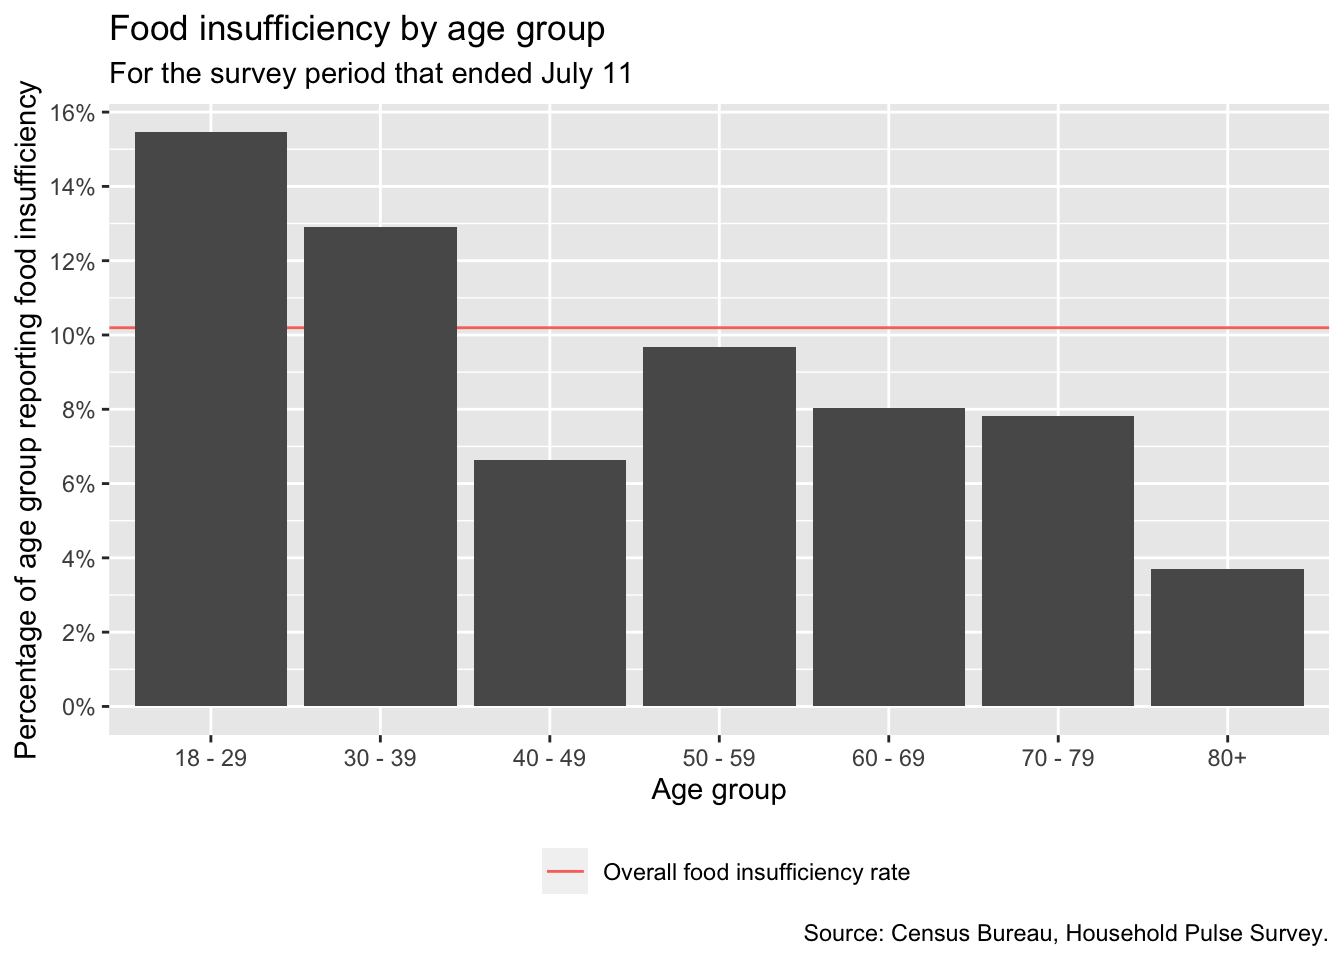 Food insufficiency by age group
For the survey period that ended July 11
Percentage of age group reporting food insufficiency
16%
14%
12%
10%
8%
6%
4%
2%
0%
18 - 29 30 - 39 40 - 49 50 - 59 60 - 69 70 - 79 80+
Age group
Overall food insufficiency rate
Source: Census Bureau, Household Pulse Survey.